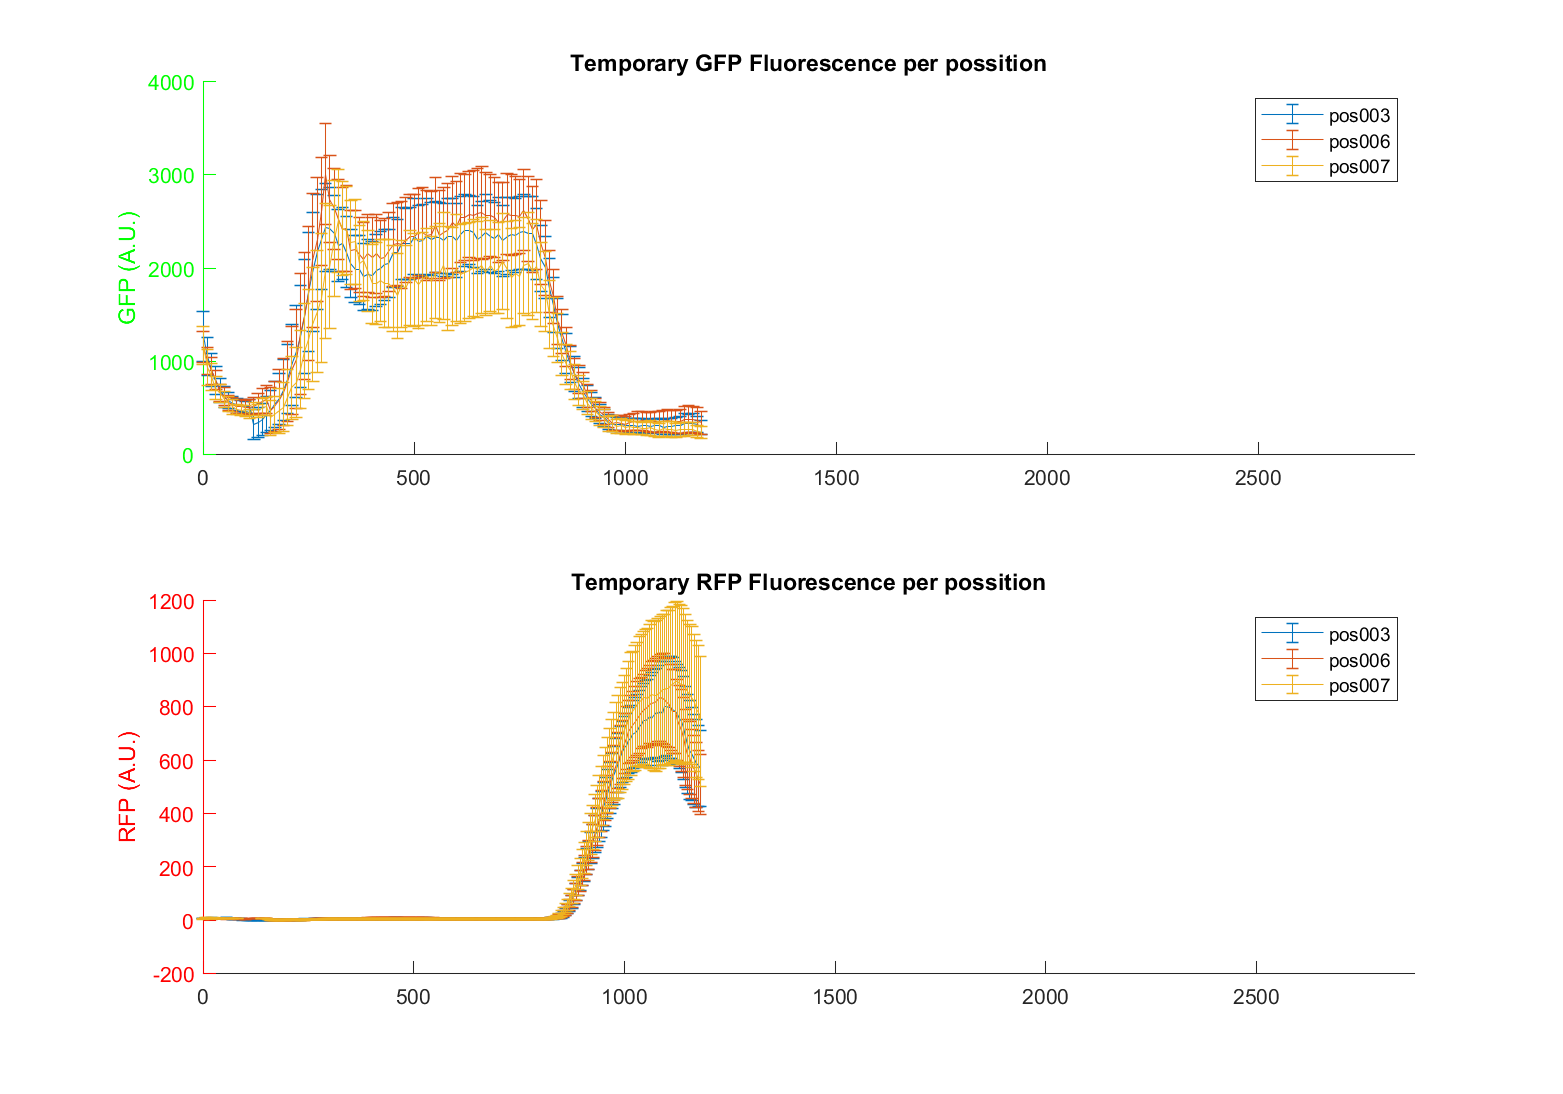 Temporary GFP Fluorescence per possition
4000
3000
2000
1000
0
GFP (A.U.)
pos003
pos006
pos007
0 500 1000 1500 2000 2500
Temporary RFP Fluorescence per possition
1200
1000
800
600
400
200
0
-200
RFP (A.U.)
pos003
pos006
pos007
0 500 1000 1500 2000 2500